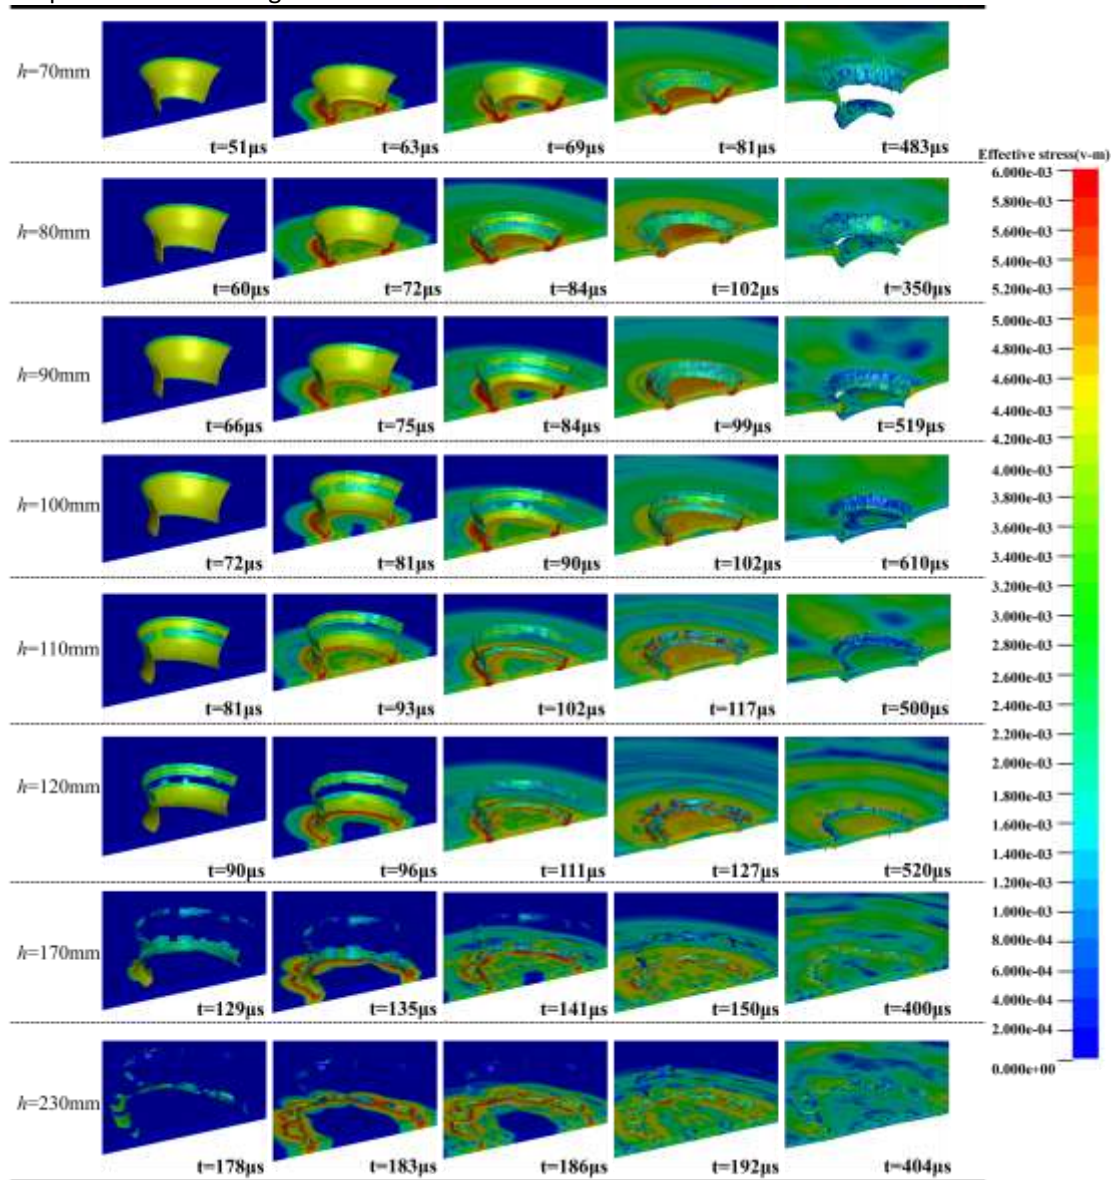 h=70mm
t=51μs
t=63μs
t=69μs
t=81μs
t=483μs
h=80mm
t=60μs
t=72μs
t=84μs
t=102μs
t=350μs
h=90mm
t=66μs
t=75μs
t=84μs
t=99μs
t=519μs
h=100mm
t=72μs
t=81μs
t=90μs
t=102μs
t=610μs
h=110mm
t=81μs
t=93μs
t=102μs
t=117μs
t=500μs
h=120mm
t=90μs
t=96μs
t=111μs
t=127μs
t=520μs
h=170mm
t=129μs
t=135μs
t=141μs
t=150μs
t=400μs
h=230mm
t=178μs
t=183μs
t=186μs
t=192μs
t=404μs
Effective stress(v-m)
6.000e-03
5.800e-03
5.600e-03
5.400e-03
5.200e-03
5.000e-03
4.800e-03
4.600e-03
4.400e-03
4.200e-03
4.000e-03
3.800e-03
3.600e-03
3.400e-03
3.200e-03
3.000e-03
2.800e-03
2.600e-03
2.400e-03
2.200e-03
2.000e-03
1.800e-03
1.600e-03
1.400e-03
1.200e-03
1.000e-03
8.000e-04
6.000e-04
4.000e-04
2.000e-04
0.000e+00